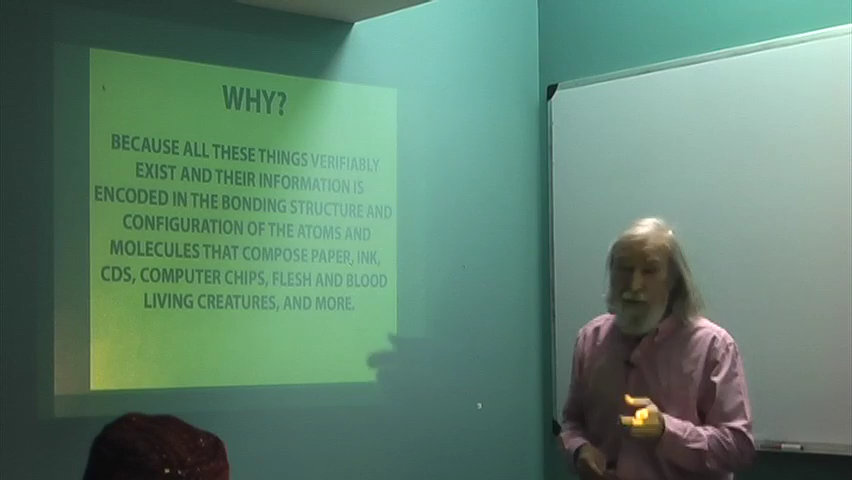 WHY?
BECAUSE ALL THESE THINGS VERIFIABLY
EXIST AND THEIR INFORMATION IS
ENCODED IN THE BONDING STRUCTURE AND
CONFIGURATION OF THE ATOMS AND
MOLECULES THAT COMPOSE PAPER, INK,
CDS, COMPUTER CHIPS, FLESH AND BLOOD
LIVING CREATURES, AND MORE.